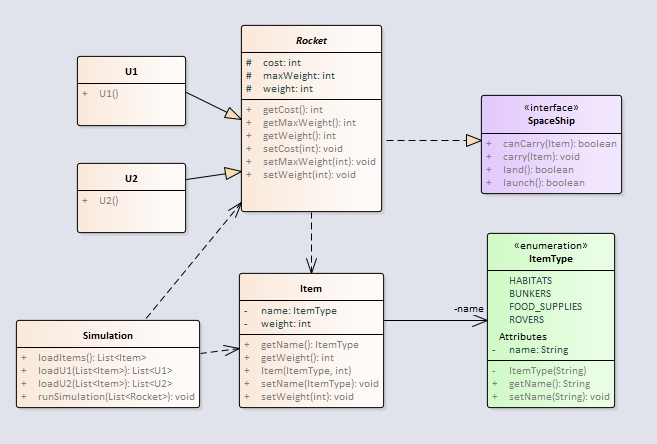 U1
+ U1()
U2
+ U2()
Rocket
# cost: int
# maxWeight: int
# weight: int
+ getCost(): int
+ getMaxWeight(): int
+ getWeight(): int
+ setCost(int): void
+ setMaxWeight(int): void
+ setWeight(int): void
«interface»
SpaceShip
+ canCarry(Item): boolean
+ carry(Item): void
+ land(): boolean
+ launch(): boolean
Simulation
+ loadItems(): List<Item>
+ loadU1(List<Item>): List<U1>
+ loadU2(List<Item>): List<U2>
+ runSimulation(List<Rocket>): void
Item
- name: ItemType
- weight: int
+ getName(): ItemType
+ getWeight(): int
+ Item(ItemType, int)
+ setName(ItemType): void
+ setWeight(int): void
-name
«enumeration»
ItemType
HABITATS
BUNKERS
FOOD_SUPPLIES
ROVERS
Attributes
- name: String
- ItemType(String)
+ getName(): String
+ setName(String): void